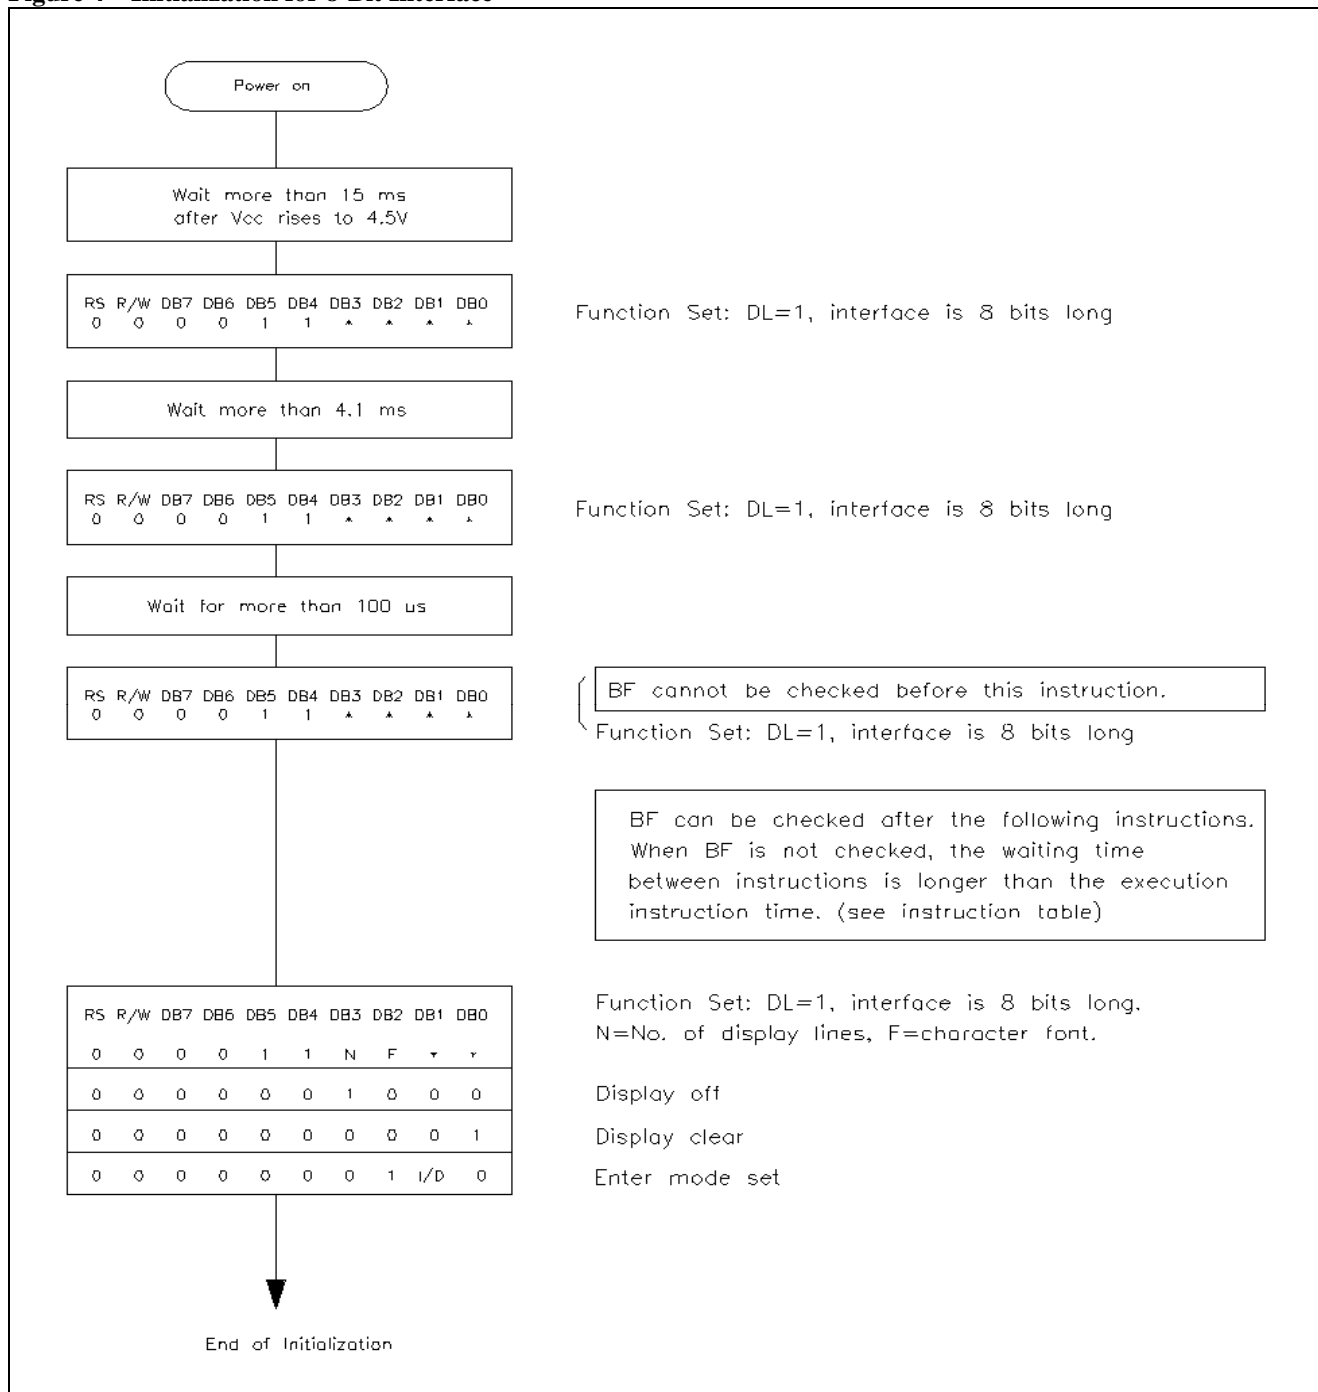 Power on
Wait more than 15 ms
after Vcc rises to 4.5V
RS R/W DB7 DB6 DB5 DB4 DB3 DB2 DB1 DB0
0 0 0 0 1 1 * * * *
Function Set: DL=1, interface is 8 bits long
Wait more than 4.1 ms
RS R/W DB7 DB6 DB5 DB4 DB3 DB2 DB1 DB0
0 0 0 0 1 1 * * * *
Function Set: DL=1, interface is 8 bits long
Wait for more than 100 us
RS R/W DB7 DB6 DB5 DB4 DB3 DB2 DB1 DB0
0 0 0 0 1 1 * * * *
BF cannot be checked before this instruction.
Function Set: DL=1, interface is 8 bits long
BF can be checked after the following instructions.
When BF is not checked, the waiting time
between instructions is longer than the execution
instruction time. (see instruction table)
RS R/W DB7 DB6 DB5 DB4 DB3 DB2 DB1 DB0
0 0 0 0 1 1 N F * *
Function Set: DL=1, interface is 8 bits long.
N=No. of display lines, F=character font.
0 0 0 0 0 0 1 0 0 0
Display off
0 0 0 0 0 0 0 0 0 1
Display clear
0 0 0 0 0 0 0 1 I/D 0
Enter mode set
End of Initialization